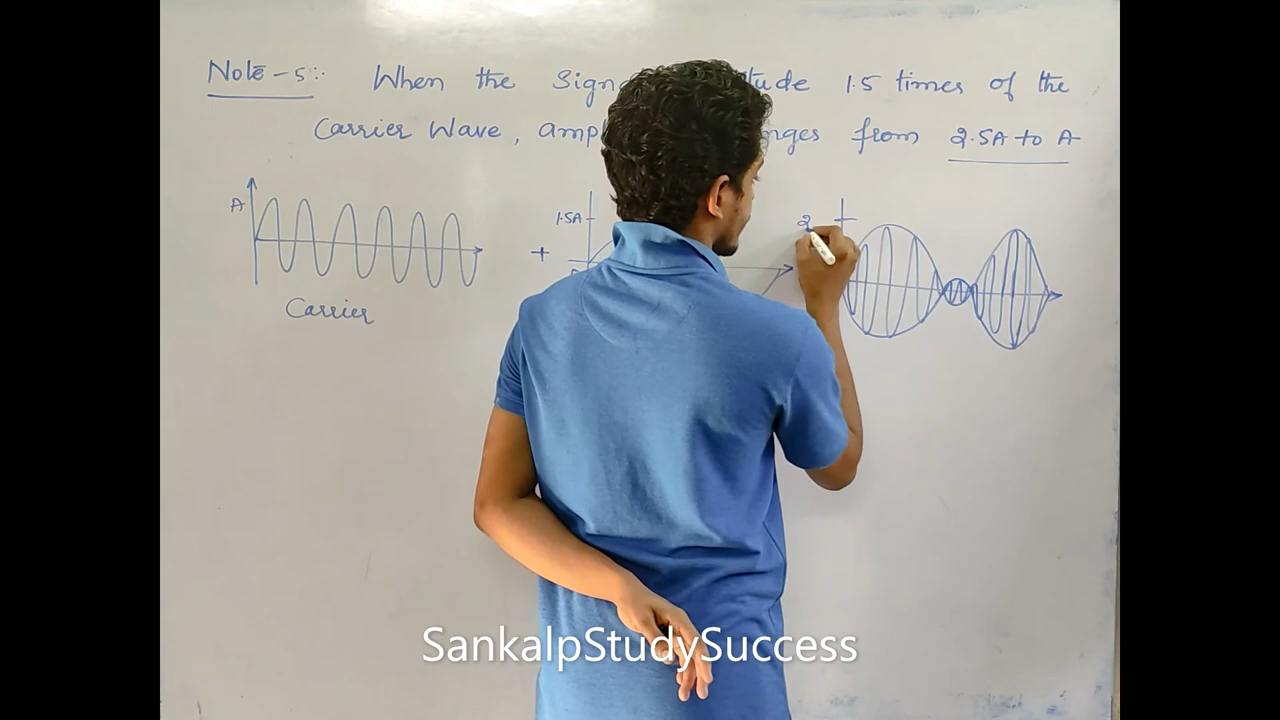 Note-5:- When the Sign tude 1.5 times of the
Carrier Wave, amp nges from 2.5A to A
A
Carrier
+
1.5A
2.
SankalpStudySuccess